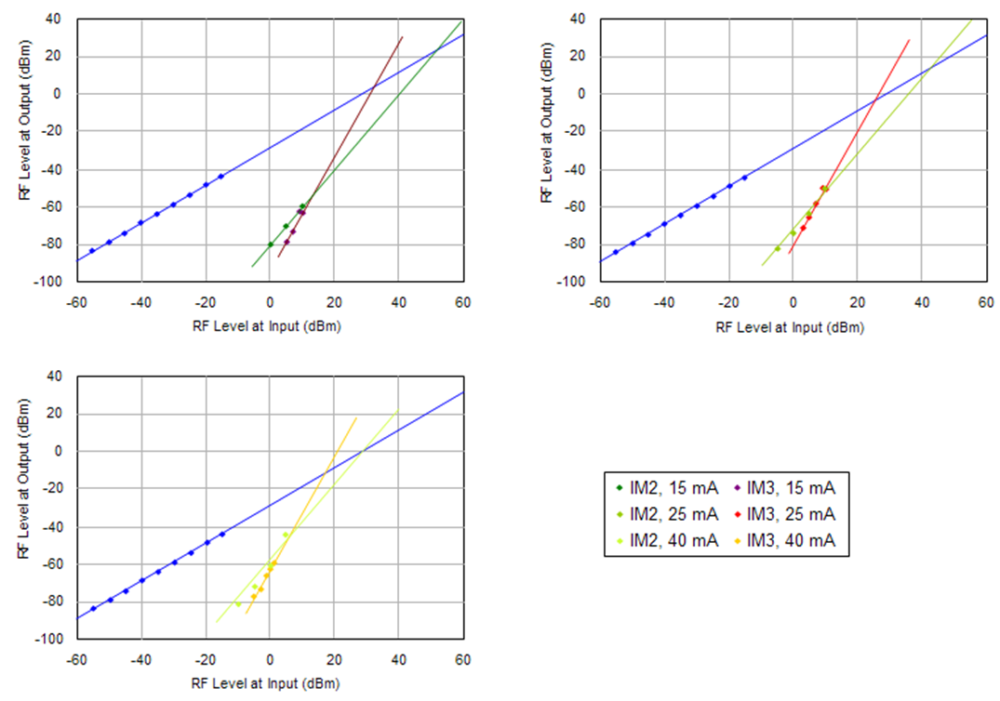 40
20
0
-20
-40
-60
-80
-100
RF Level at Output (dBm)
-60 -40 -20 0 20 40 60
RF Level at Input (dBm)
40
20
0
-20
-40
-60
-80
-100
RF Level at Output (dBm)
-60 -40 -20 0 20 40 60
RF Level at Input (dBm)
40
20
0
-20
-40
-60
-80
-100
RF Level at Output (dBm)
-60 -40 -20 0 20 40 60
RF Level at Input (dBm)
IM2, 15 mA IM3, 15 mA
IM2, 25 mA IM3, 25 mA
IM2, 40 mA IM3, 40 mA